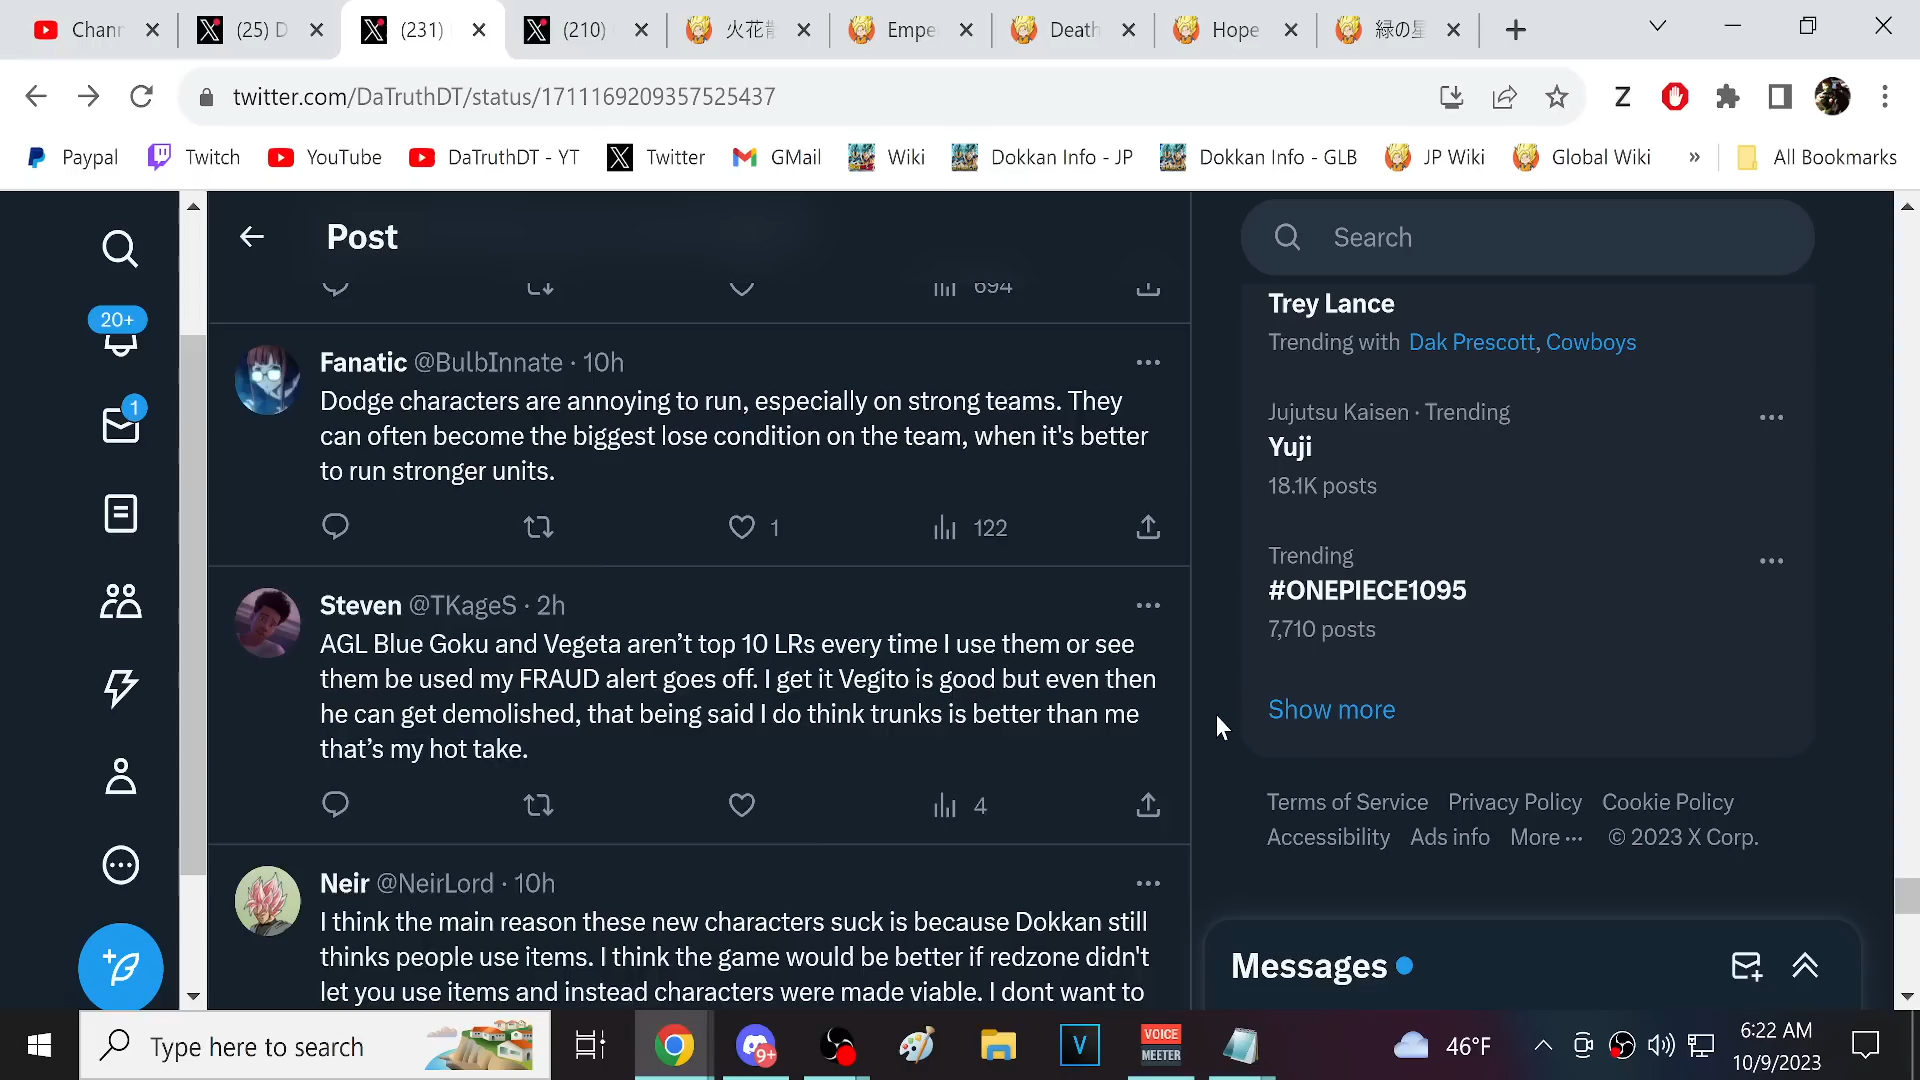 Chann
(25) D
(231)
(210)
火花散
Empe
Death
Hope
緑の星
twitter.com/DaTruthDT/status/1711169209357525437
Z
Paypal
Twitch
YouTube
DaTruthDT - YT
Twitter
GMail
Wiki
Dokkan Info - JP
Dokkan Info - GLB
JP Wiki
Global Wiki
»
All Bookmarks
Post
Search
694
20+
1
Fanatic @BulbInnate · 10h
Dodge characters are annoying to run, especially on strong teams. They
can often become the biggest lose condition on the team, when it's better
to run stronger units.
1
122
Steven @TKageS · 2h
AGL Blue Goku and Vegeta aren’t top 10 LRs every time I use them or see
them be used my FRAUD alert goes off. I get it Vegito is good but even then
he can get demolished, that being said I do think trunks is better than me
that’s my hot take.
4
Neir @NeirLord · 10h
I think the main reason these new characters suck is because Dokkan still
thinks people use items. I think the game would be better if redzone didn't
let you use items and instead characters were made viable. I dont want to
Trey Lance
Trending with Dak Prescott, Cowboys
Jujutsu Kaisen · Trending
Yuji
18.1K posts
Trending
#ONEPIECE1095
7,710 posts
Show more
Terms of Service Privacy Policy Cookie Policy
Accessibility Ads info More ··· © 2023 X Corp.
Messages
Type here to search
9+
V
VOICE
MEETER
46°F
6:22 AM
10/9/2023